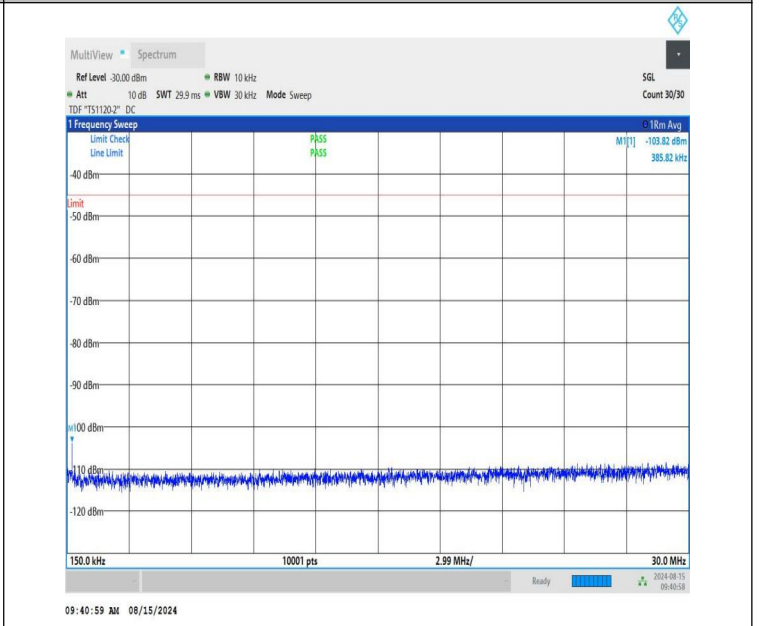 R S
MultiView Spectrum
Ref Level -30.00 dBm RBW 10 kHz SGL
Att 10 dB SWT 29.9 ms VBW 30 kHz Mode Sweep Count 30/30
TDF "TS1120-2" DC
1 Frequency Sweep 1Rm Avg
Limit Check PASS M1[1] -103.82 dBm
Line Limit PASS 385.82 kHz
-40 dBm
Limit
-50 dBm
-60 dBm
-70 dBm
-80 dBm
-90 dBm
M1
-100 dBm
-110 dBm
-120 dBm
150.0 kHz 10001 pts 2.99 MHz/ 30.0 MHz
Ready 2024-08-15
09:40:58
09:40:59 AM 08/15/2024